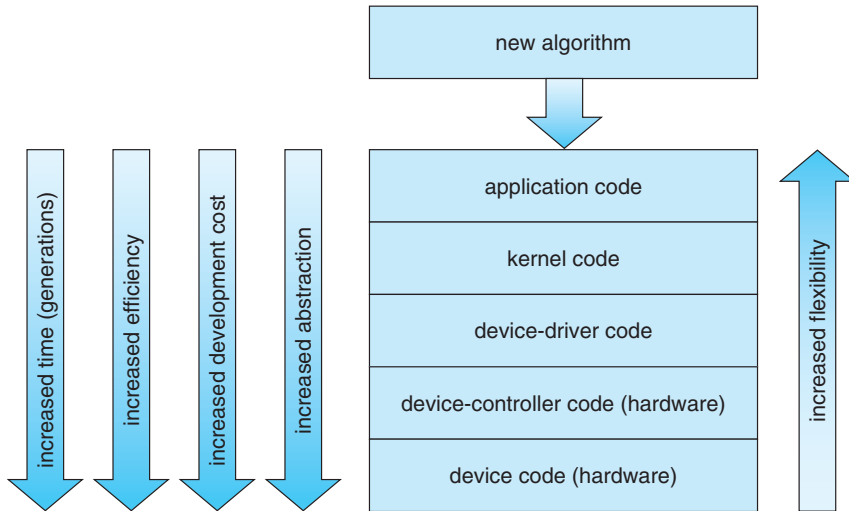 new algorithm
increased time (generations)
increased efficiency
increased development cost
increased abstraction
application code
kernel code
device-driver code
device-controller code (hardware)
device code (hardware)
increased flexibility